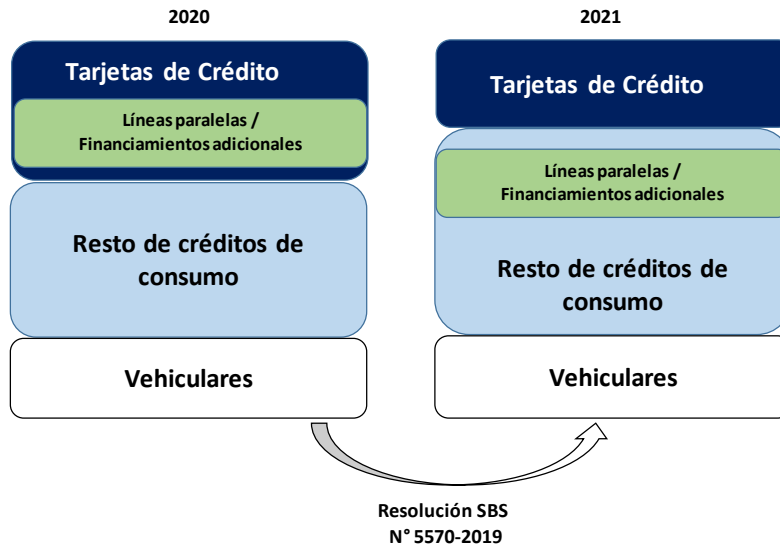 2020
Tarjetas de Crédito
Líneas paralelas /
Financiamientos adicionales
Resto de créditos de
consumo
Vehiculares
2021
Tarjetas de Crédito
Líneas paralelas /
Financiamientos adicionales
Resto de créditos de
consumo
Vehiculares
Resolución SBS
N° 5570-2019